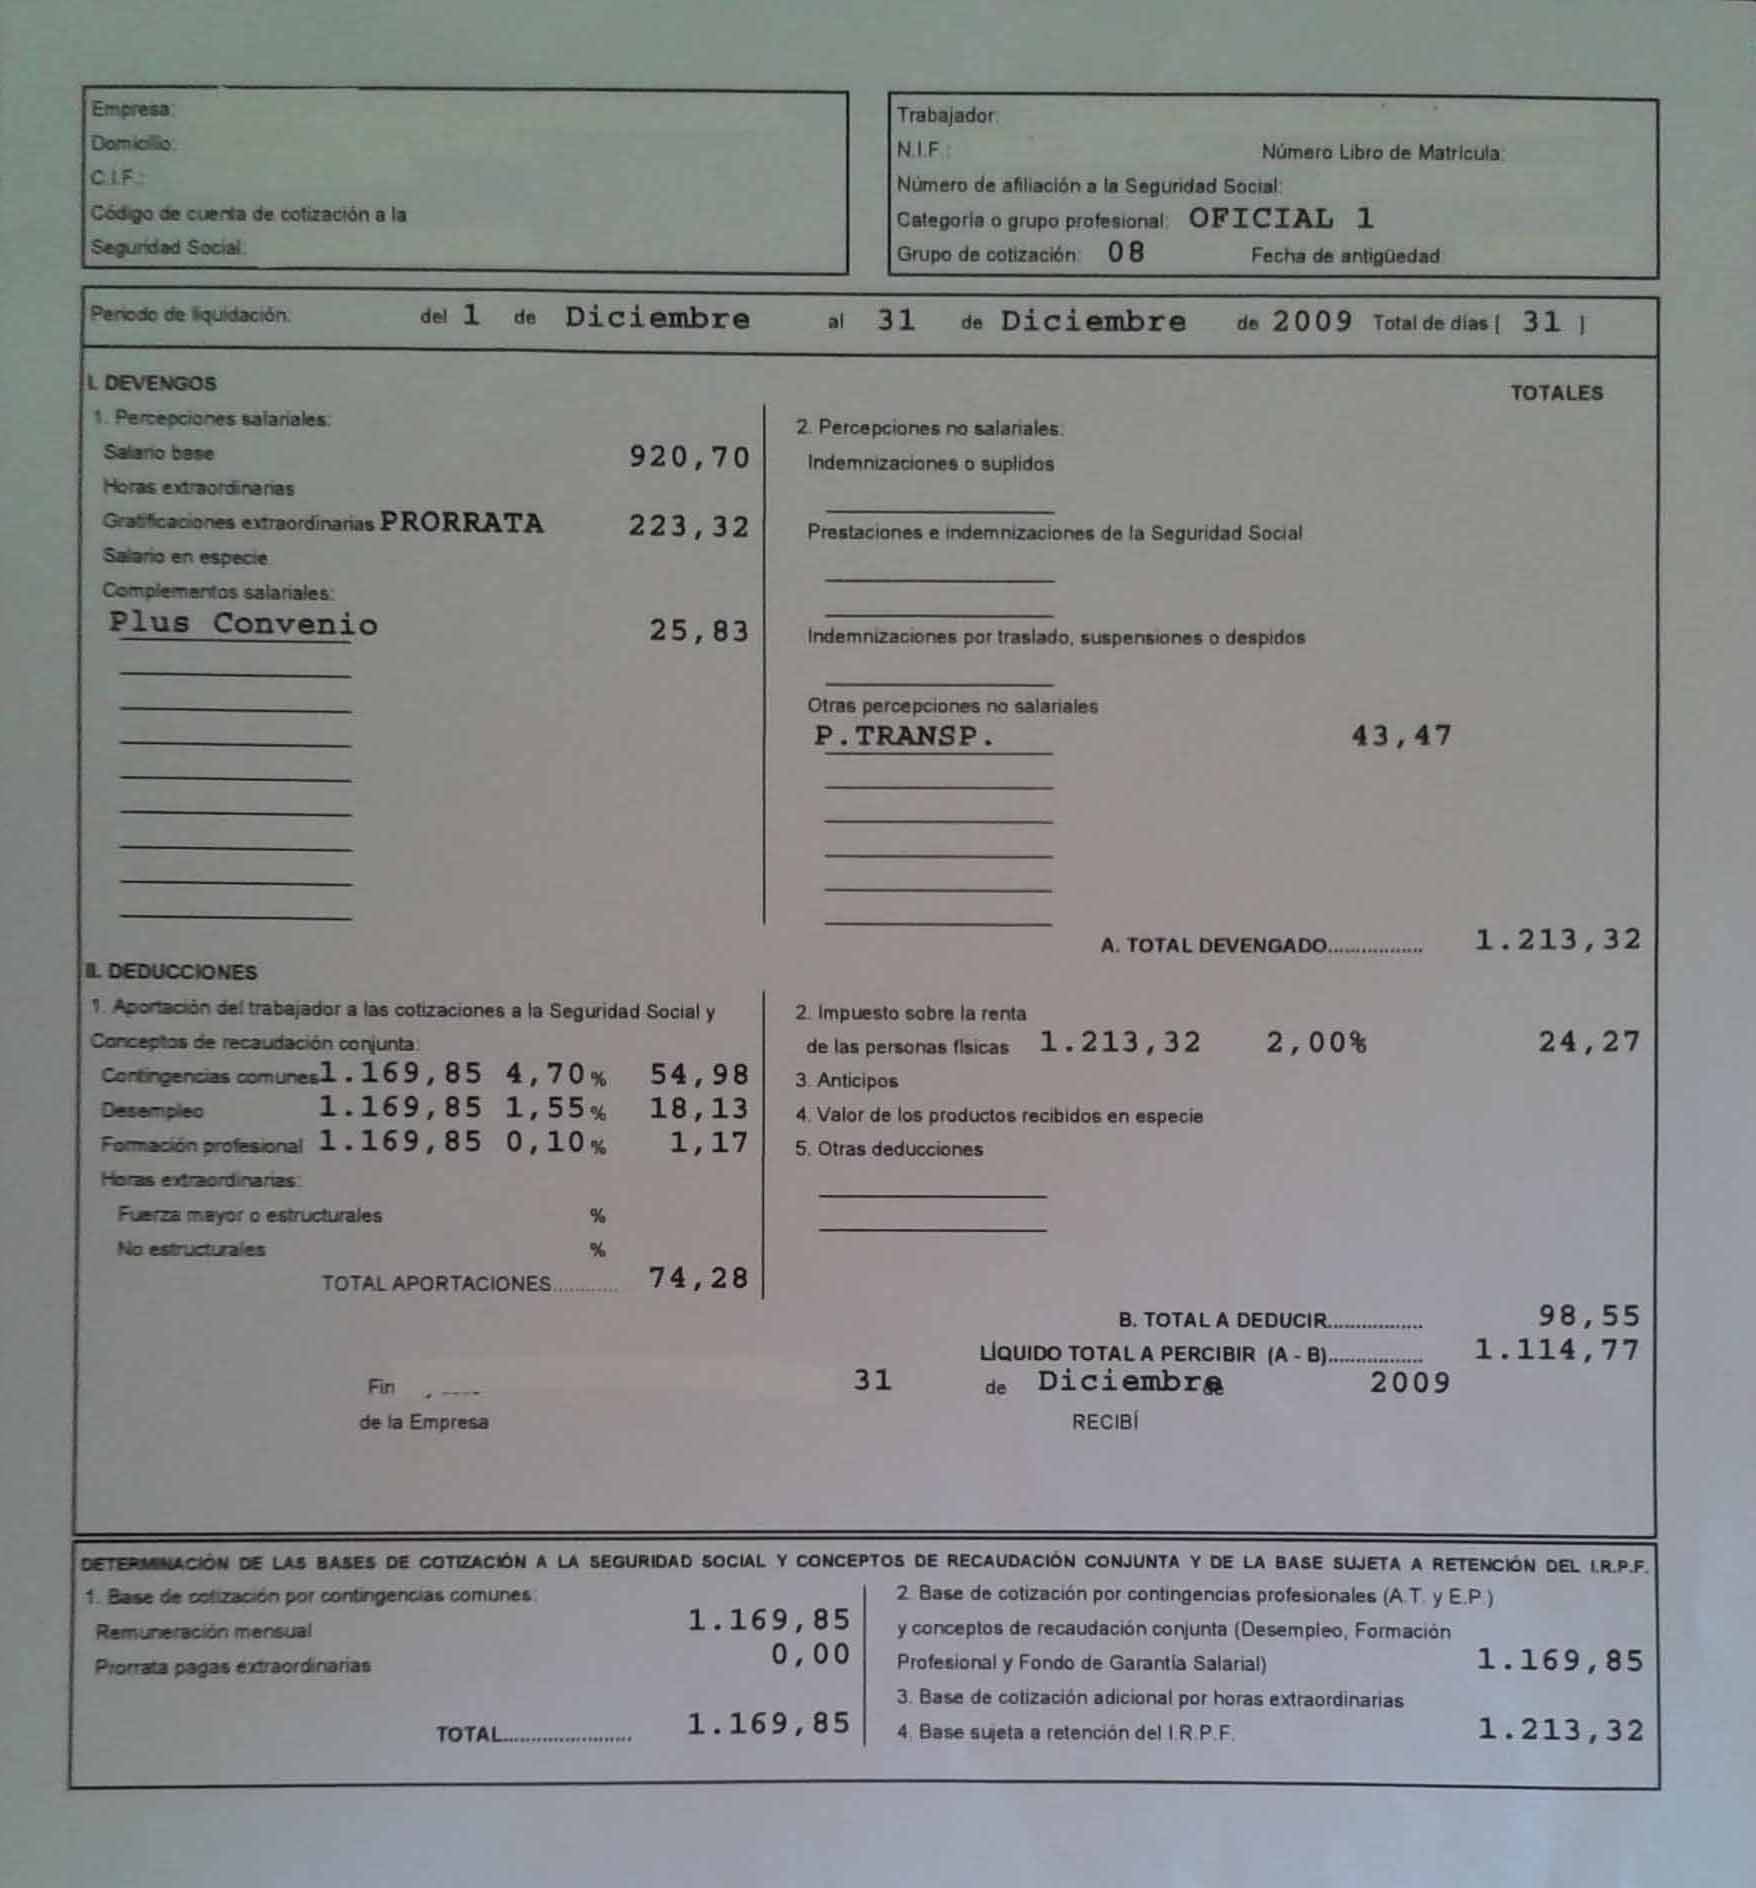 Empresa:
Domicilio:
C.I.F.:
Código de cuenta de cotización a la
Seguridad Social:
Trabajador:
N.I.F.: Número Libro de Matrícula:
Número de afiliación a la Seguridad Social:
Categoría o grupo profesional: OFICIAL 1
Grupo de cotización: 08 Fecha de antigüedad
Periodo de liquidación: del 1 de Diciembre al 31 de Diciembre de 2009 Total de días [ 31 ]
I. DEVENGOS
TOTALES
1. Percepciones salariales:
Salario base 920,70
Horas extraordinarias
Gratificaciones extraordinarias PRORRATA 223,32
Salario en especie
Complementos salariales:
Plus Convenio 25,83
2. Percepciones no salariales:
Indemnizaciones o suplidos
Prestaciones e indemnizaciones de la Seguridad Social
Indemnizaciones por traslado, suspensiones o despidos
Otras percepciones no salariales
P.TRANSP. 43,47
A. TOTAL DEVENGADO................. 1.213,32
II. DEDUCCIONES
1. Aportación del trabajador a las cotizaciones a la Seguridad Social y
Conceptos de recaudación conjunta:
Contingencias comunes 1.169,85 4,70% 54,98
Desempleo 1.169,85 1,55% 18,13
Formación profesional 1.169,85 0,10% 1,17
Horas extraordinarias:
Fuerza mayor o estructurales %
No estructurales %
TOTAL APORTACIONES............ 74,28
2. Impuesto sobre la renta
de las personas físicas 1.213,32 2,00% 24,27
3. Anticipos
4. Valor de los productos recibidos en especie
5. Otras deducciones
B. TOTAL A DEDUCIR................. 98,55
LÍQUIDO TOTAL A PERCIBIR (A - B)................. 1.114,77
31 de Diciembre de 2009
Fin
de la Empresa
RECIBÍ
DETERMINACIÓN DE LAS BASES DE COTIZACIÓN A LA SEGURIDAD SOCIAL Y CONCEPTOS DE RECAUDACIÓN CONJUNTA Y DE LA BASE SUJETA A RETENCIÓN DEL I.R.P.F.
1. Base de cotización por contingencias comunes:
Remuneración mensual 1.169,85
Prorrata pagas extraordinarias 0,00
TOTAL....................... 1.169,85
2. Base de cotización por contingencias profesionales (A.T. y E.P.)
y conceptos de recaudación conjunta (Desempleo, Formación
Profesional y Fondo de Garantía Salarial) 1.169,85
3. Base de cotización adicional por horas extraordinarias
4. Base sujeta a retención del I.R.P.F. 1.213,32